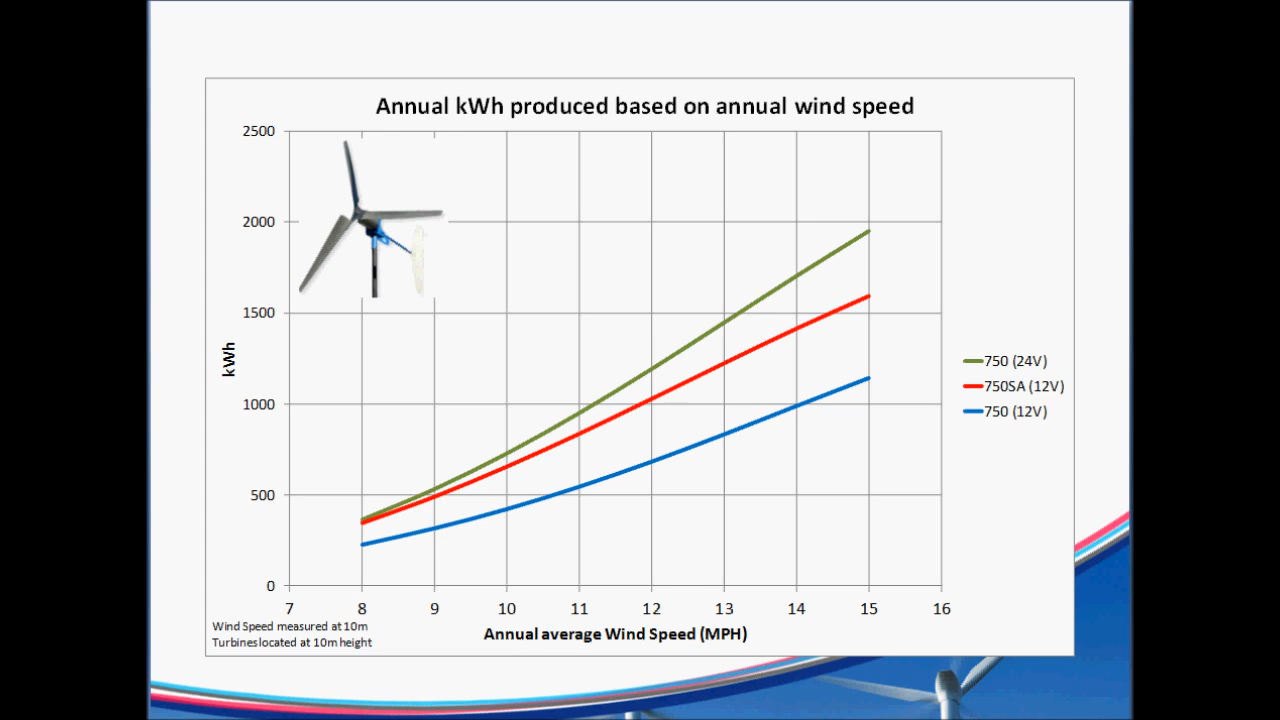 Annual kWh produced based on annual wind speed
2500
2000
1500
1000
500
0
kWh
7 8 9 10 11 12 13 14 15 16
Annual average Wind Speed (MPH)
Wind Speed measured at 10m
Turbines located at 10m height
750 (24V)
750SA (12V)
750 (12V)